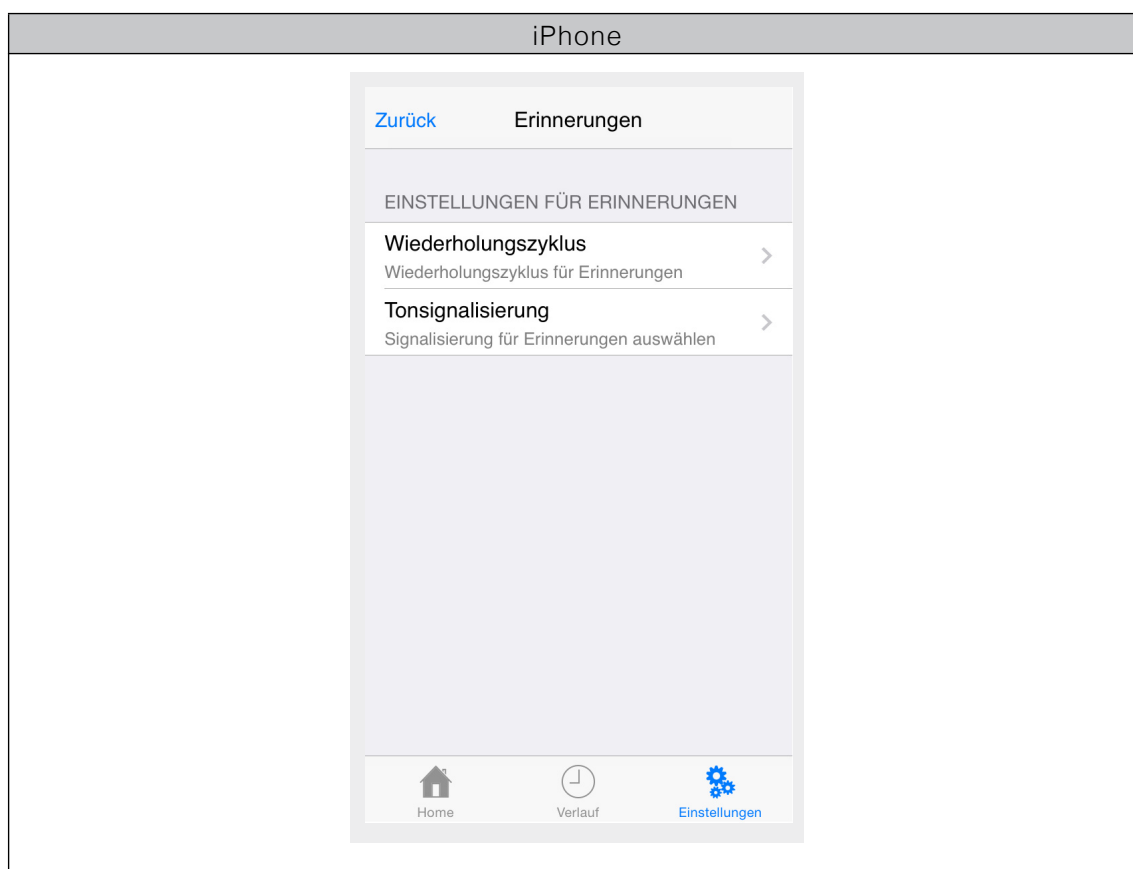 iPhone
Zurück Erinnerungen
EINSTELLUNGEN FÜR ERINNERUNGEN
Wiederholungszyklus
Wiederholungszyklus für Erinnerungen
Tonsignalisierung
Signalisierung für Erinnerungen auswählen
Home Verlauf Einstellungen